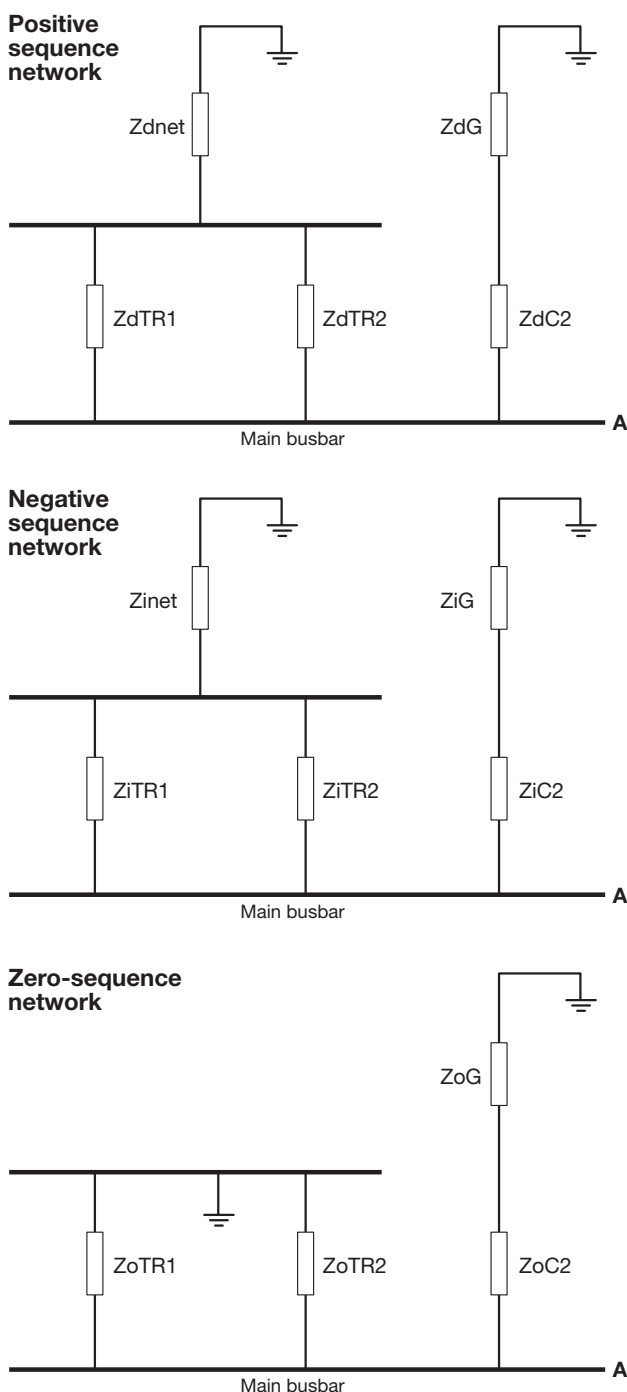 Positive
sequence
network
Zdnet
ZdG
ZdTR1
ZdTR2
ZdC2
A
Main busbar
Negative
sequence
network
Zinet
ZiG
ZiTR1
ZiTR2
ZiC2
A
Main busbar
Zero-sequence
network
ZoG
ZoTR1
ZoTR2
ZoC2
A
Main busbar